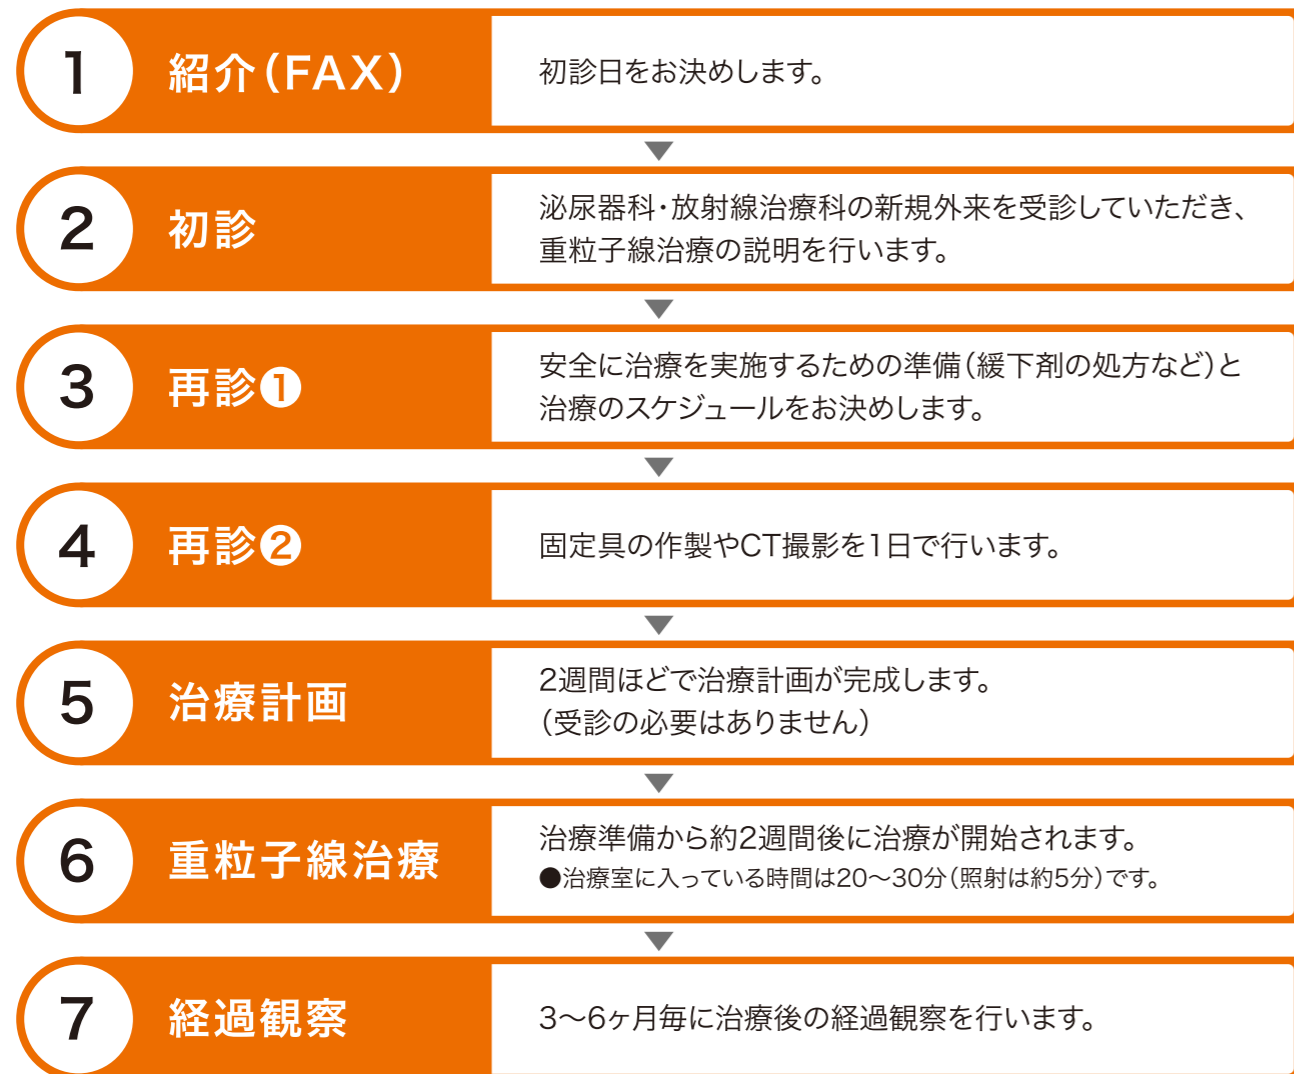 1
紹介(FAX)
初診日をお決めします。
2
初診
泌尿器科・放射線治療科の新規外来を受診していただき、
重粒子線治療の説明を行います。
3
再診❶
安全に治療を実施するための準備(緩下剤の処方など)と
治療のスケジュールをお決めします。
4
再診❷
固定具の作製やCT撮影を1日で行います。
5
治療計画
2週間ほどで治療計画が完成します。
(受診の必要はありません)
6
重粒子線治療
治療準備から約2週間後に治療が開始されます。
●治療室に入っている時間は20〜30分(照射は約5分)です。
7
経過観察
3〜6ヶ月毎に治療後の経過観察を行います。